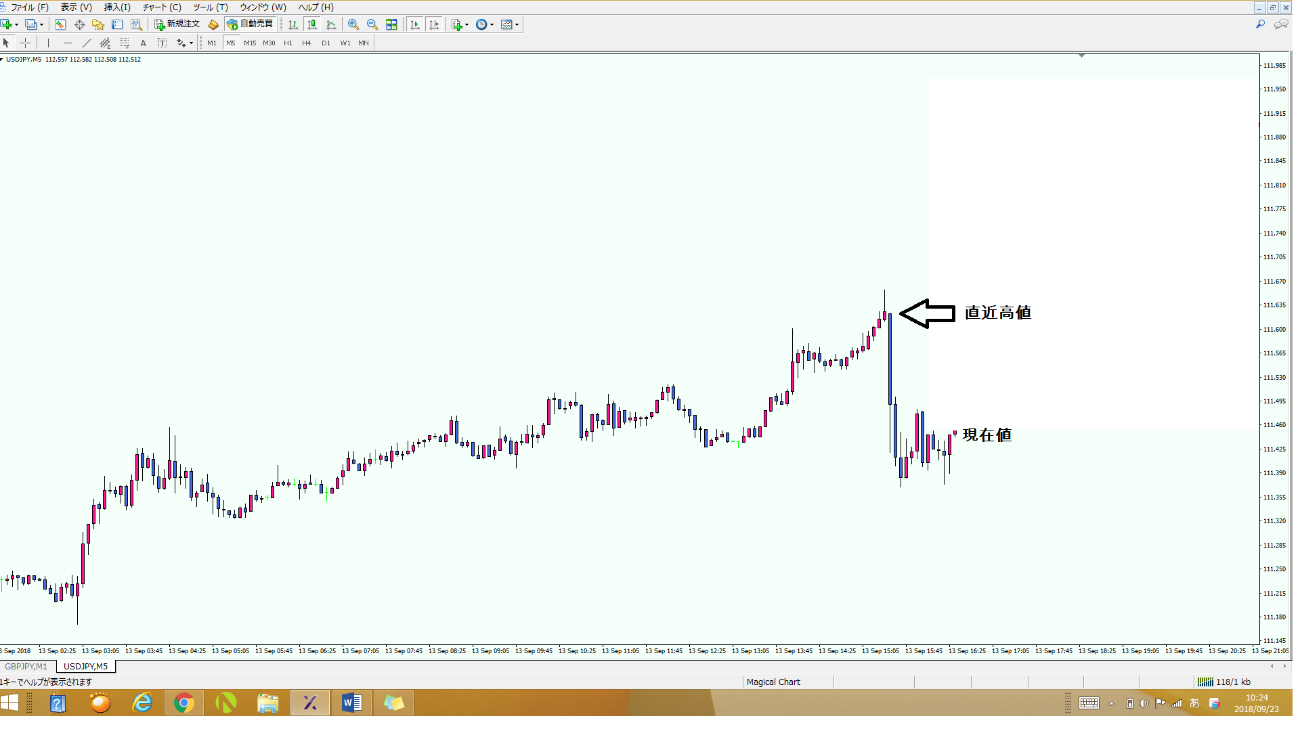 ファイル (F) 表示 (V) 挿入(I) チャート (C) ツール (T) ウィンドウ (W) ヘルプ (H)
新規注文 自動売買
A T M1 M5 M15 M30 H1 H4 D1 W1 MN
USDJPY,M5 112.557 112.582 112.508 112.512
111.985
111.950
111.915
111.880
111.845
111.810
111.775
111.740
111.705
111.670
111.635
直近高値
111.600
111.565
111.530
111.495
111.460
現在値
111.425
111.390
111.355
111.320
111.285
111.250
111.215
111.180
111.145
Sep 2018 13 Sep 02:25 13 Sep 03:05 13 Sep 03:45 13 Sep 04:25 13 Sep 05:05 13 Sep 05:45 13 Sep 06:25 13 Sep 07:05 13 Sep 07:45 13 Sep 08:25 13 Sep 09:05 13 Sep 09:45 13 Sep 10:25 13 Sep 11:05 13 Sep 11:45 13 Sep 12:25 13 Sep 13:05 13 Sep 13:45 13 Sep 14:25 13 Sep 15:05 13 Sep 15:45 13 Sep 16:25 13 Sep 17:05 13 Sep 17:45 13 Sep 18:25 13 Sep 19:05 13 Sep 19:45 13 Sep 20:25 13 Sep 21:05
GBPJPY,M1 USDJPY,M5
1キーでヘルプが表示されます Magical Chart 118/1 kb
あ 10:24
2018/09/23